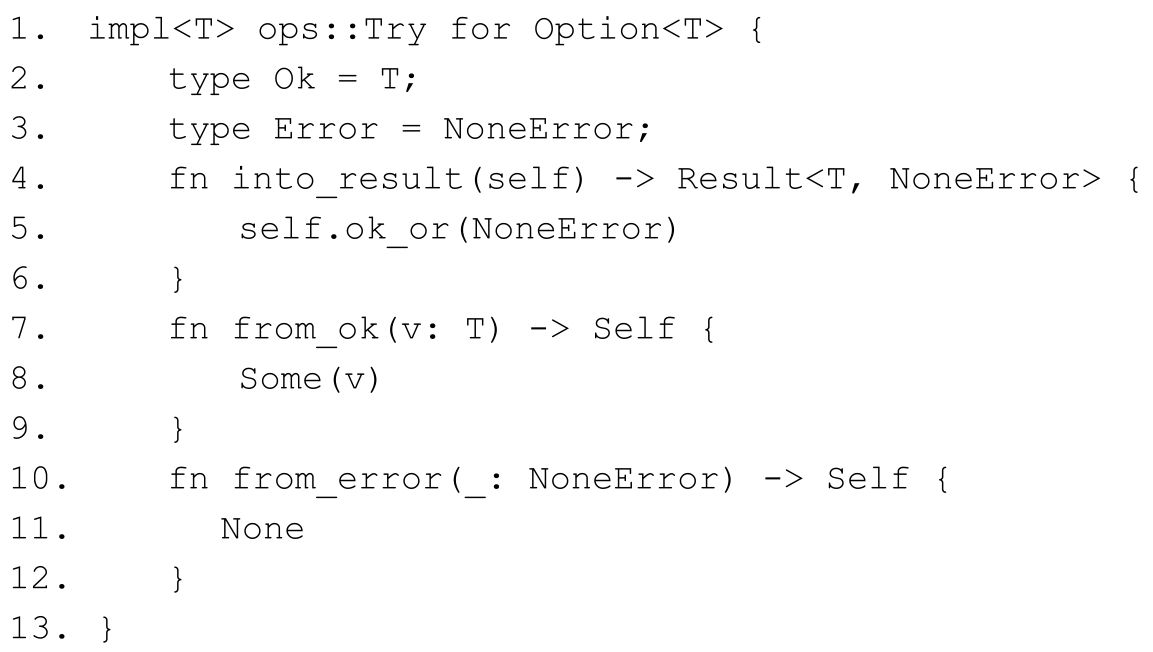 1. impl<T> ops::Try for Option<T> {
2.     type Ok = T;
3.     type Error = NoneError;
4.     fn into_result(self) -> Result<T, NoneError> {
5.        self.ok_or(NoneError)
6.     }
7.     fn from_ok(v: T) -> Self {
8.        Some(v)
9.     }
10.    fn from_error(_: NoneError) -> Self {
11.       None
12.    }
13. }